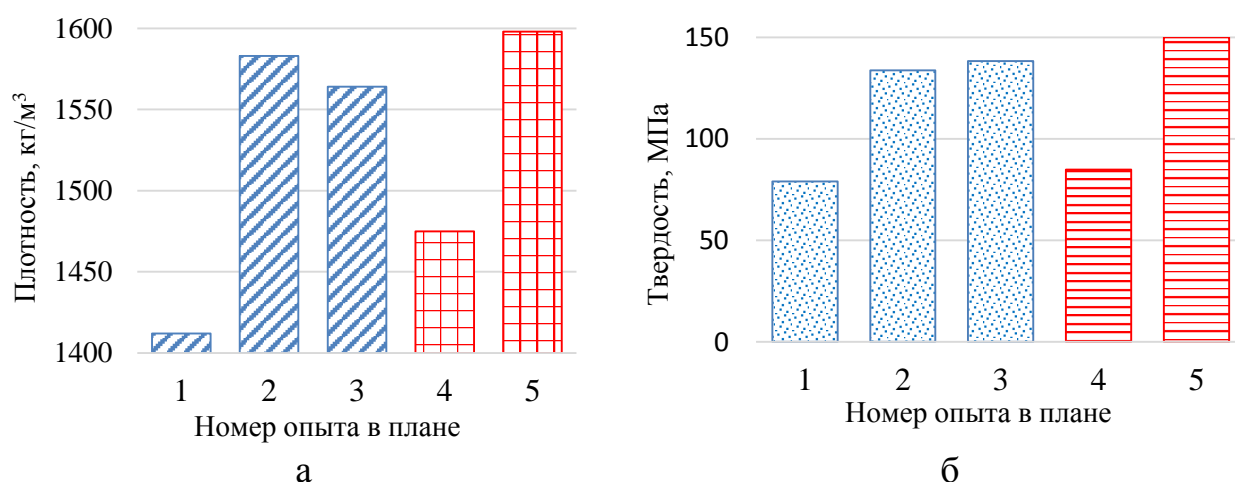 Плотность, кг/м³
1600
1550
1500
1450
1400
1 2 3 4 5
Номер опыта в плане
а
Твердость, МПа
150
100
50
0
1 2 3 4 5
Номер опыта в плане
б